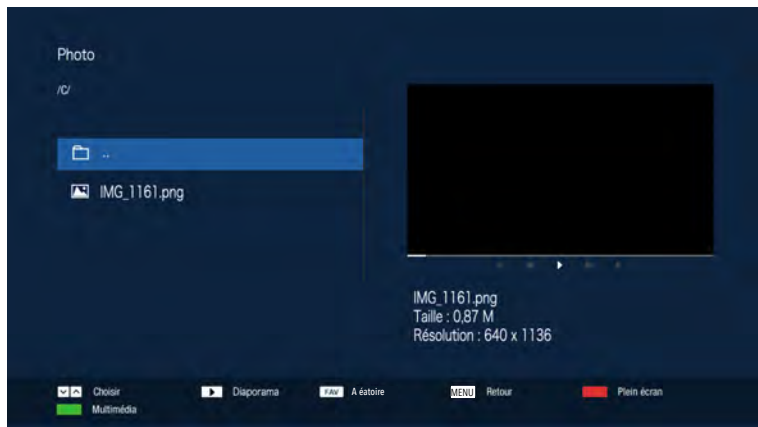 Photo
/C/
..
IMG_1161.png
IMG_1161.png
Taille : 0,87 M
Résolution : 640 x 1136
Choisir Diaporama FAV A éatoire MENU Retour Plein écran
Multimédia